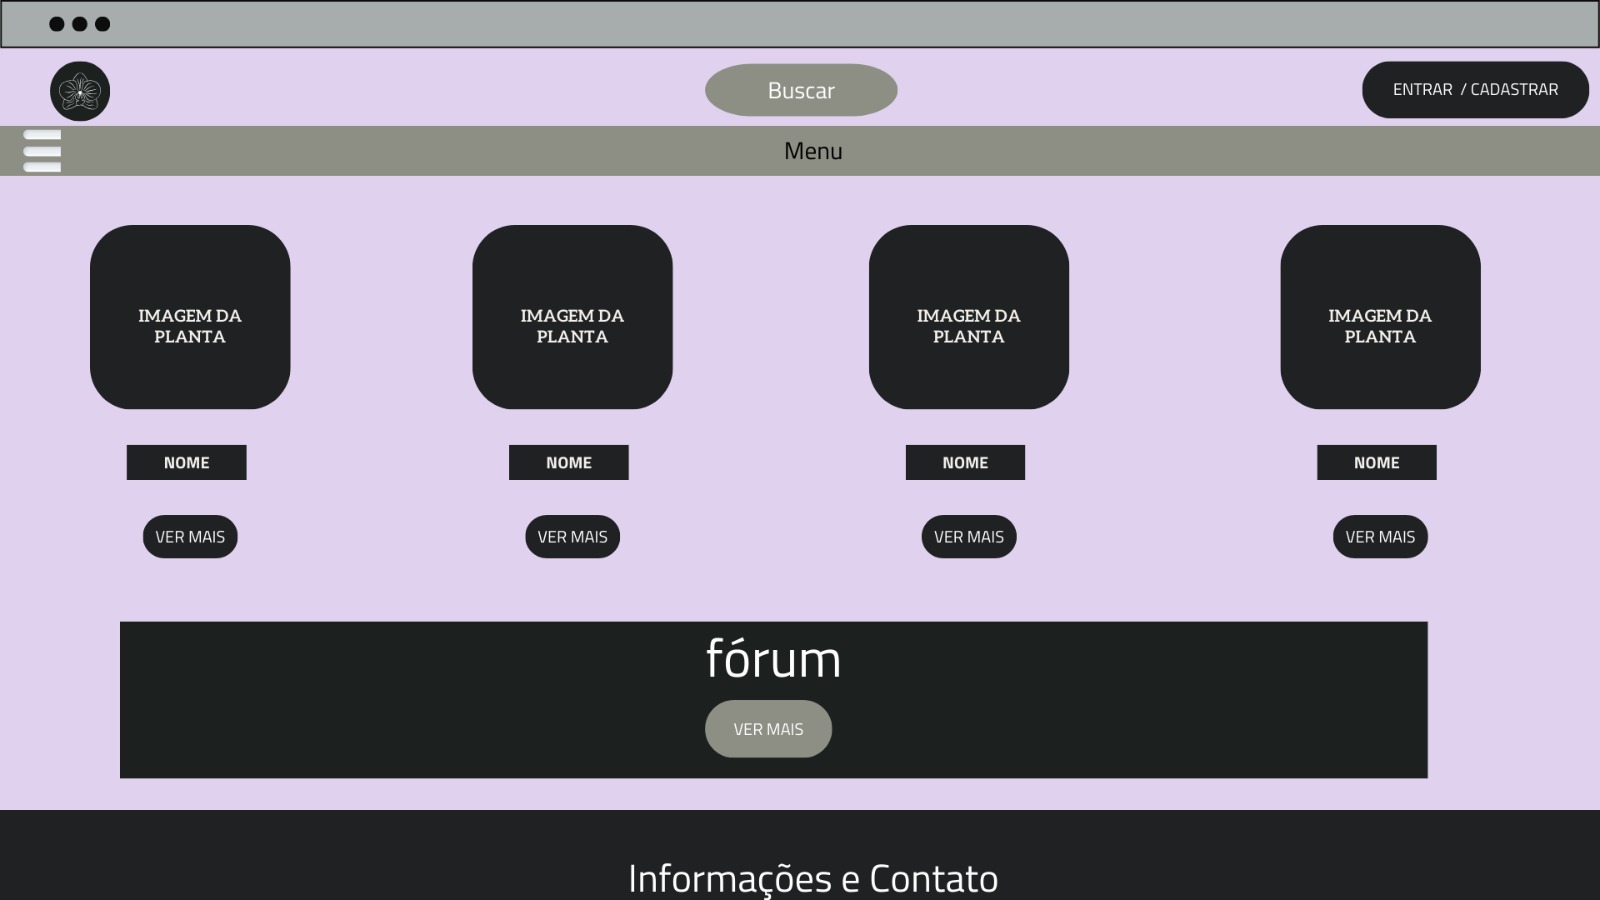 Buscar
ENTRAR / CADASTRAR
Menu
IMAGEM DA
PLANTA
IMAGEM DA
PLANTA
IMAGEM DA
PLANTA
IMAGEM DA
PLANTA
NOME
NOME
NOME
NOME
VER MAIS
VER MAIS
VER MAIS
VER MAIS
fórum
VER MAIS
Informações e Contato